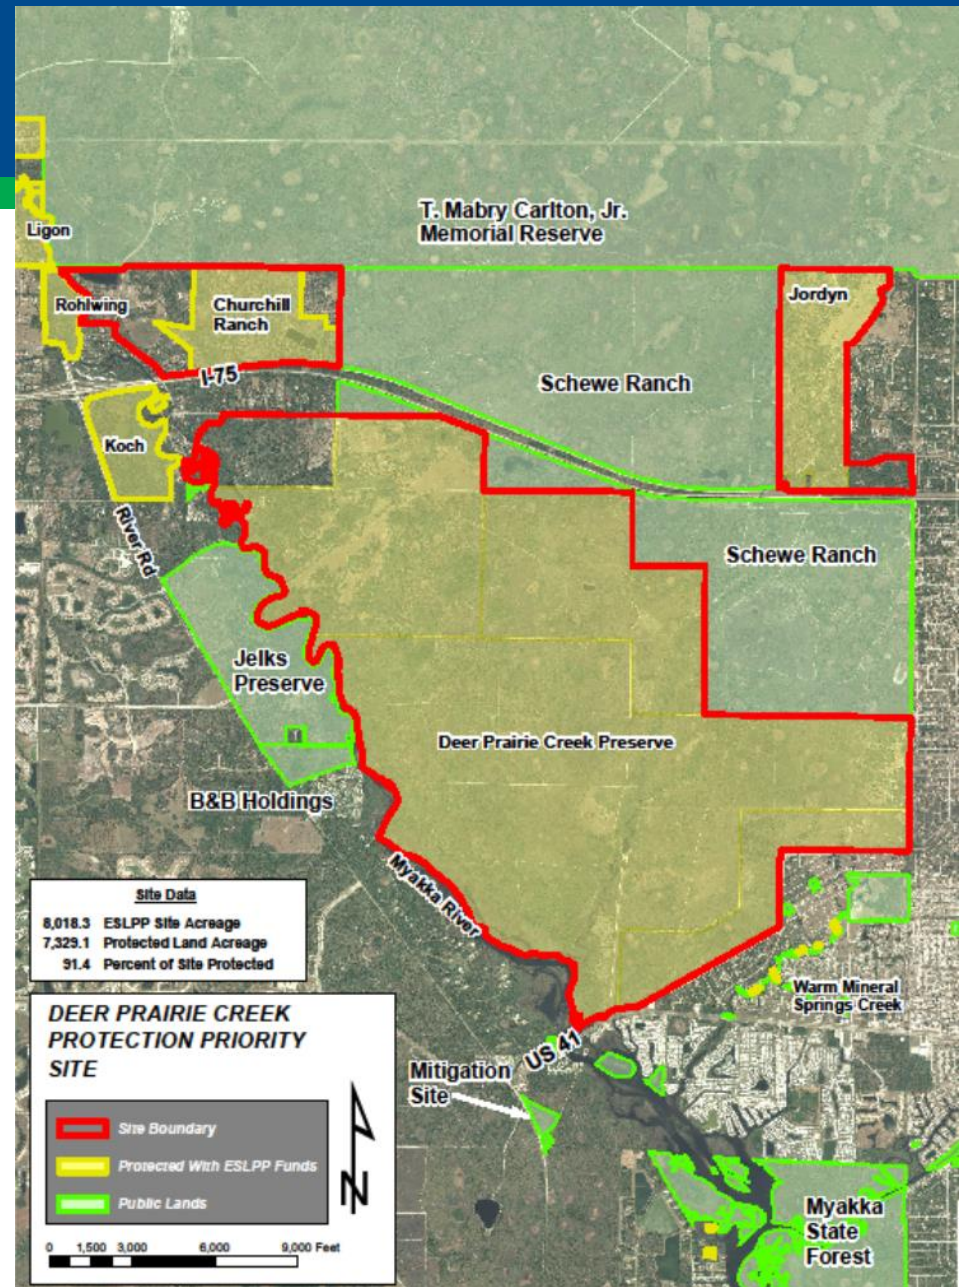 T. Mabry Carlton, Jr.
Memorial Reserve
Ligon
Rohlwing
Churchill
Ranch
Jordyn
I-75
Schewe Ranch
Koch
River Rd
Schewe Ranch
Jelks
Preserve
Deer Prairie Creek Preserve
B&B Holdings
Myakka River
Site Data
8,018.3 ESLPP Site Acreage
7,329.1 Protected Land Acreage
91.4 Percent of Site Protected
Warm Mineral
Springs Creek
DEER PRAIRIE CREEK
PROTECTION PRIORITY
SITE
US 41
Mitigation
Site
Site Boundary
Protected With ESLPP Funds
Public Lands
N
0 1,500 3,000 6,000 9,000 Feet
Myakka
State
Forest